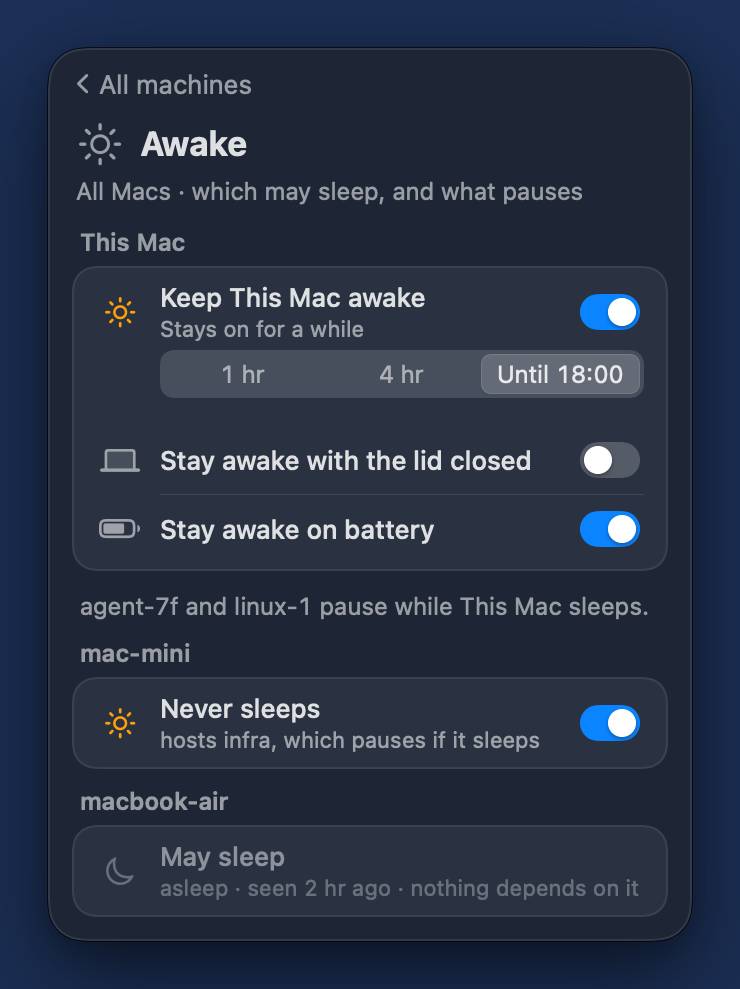 All machines
Awake
All Macs · which may sleep, and what pauses
This Mac
Keep This Mac awake
Stays on for a while
1 hr 4 hr Until 18:00
Stay awake with the lid closed
Stay awake on battery
agent-7f and linux-1 pause while This Mac sleeps.
mac-mini
Never sleeps
hosts infra, which pauses if it sleeps
macbook-air
May sleep
asleep · seen 2 hr ago · nothing depends on it